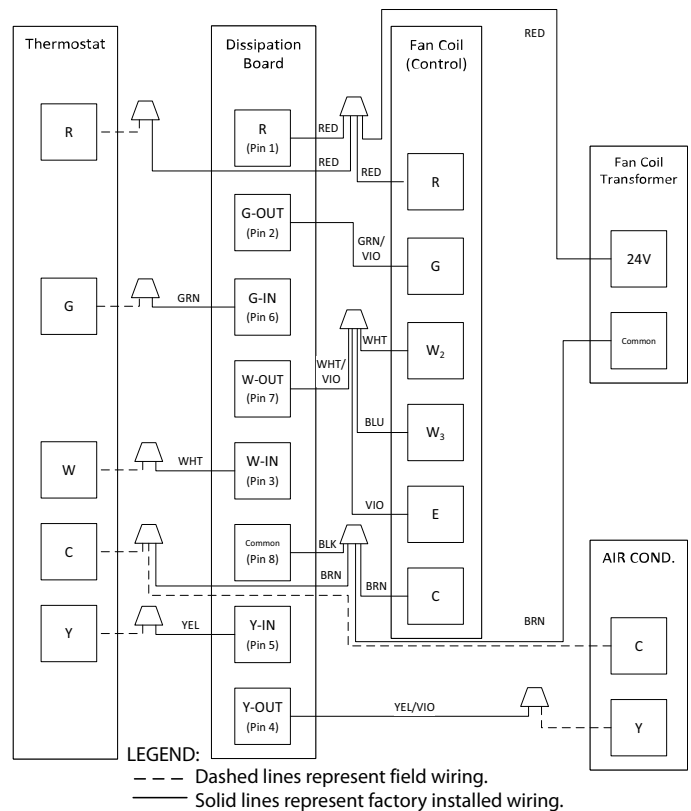 Thermostat
R
G
W
C
Y
Dissipation
Board
R
(Pin 1)
G-OUT
(Pin 2)
G-IN
(Pin 6)
W-OUT
(Pin 7)
W-IN
(Pin 3)
Common
(Pin 8)
Y-IN
(Pin 5)
Y-OUT
(Pin 4)
Fan Coil
(Control)
R
G
W2
W3
E
C
Fan Coil
Transformer
24V
Common
AIR COND.
C
Y
RED
RED
RED
RED
GRN/
VIO
GRN
WHT
WHT/
VIO
BLU
WHT
VIO
BLK
BRN
BRN
BRN
YEL
YEL/VIO
LEGEND:
Dashed lines represent field wiring.
Solid lines represent factory installed wiring.